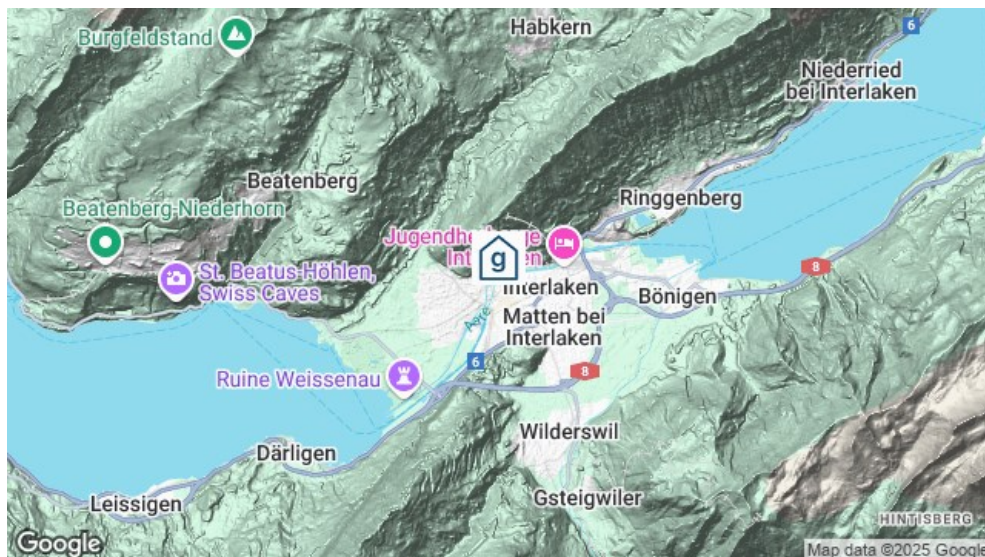 Burgfeldstand
Habkern
6
Niederried
bei Interlaken
Beatenberg
Beatenberg-Niederhorn
Ringgenberg
St. Beatus-Höhlen,
Swiss Caves
g
Interlaken
Bönigen
8
Matten bei
Interlaken
Aare
6
8
Ruine Weissenau
Wilderswil
Därligen
Leissigen
Gsteigwiler
HINTISBERG
Google
Map data ©2025 Google